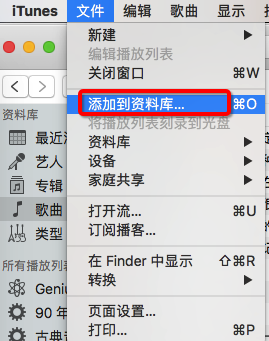 iTunes 文件 编辑 歌曲 显示
新建
编辑播放列表
关闭窗口 ⌘W
添加到资料库... ⌘O
将播放列表刻录到光盘
资料库
设备
家庭共享
打开流... ⌘U
订阅播客...
在 Finder 中显示 ⇧⌘R
转换
页面设置...
打印... ⌘P
资料库
最近
艺人
专辑
歌曲
类型
所有播放列表
Geniu
90 年
古典音